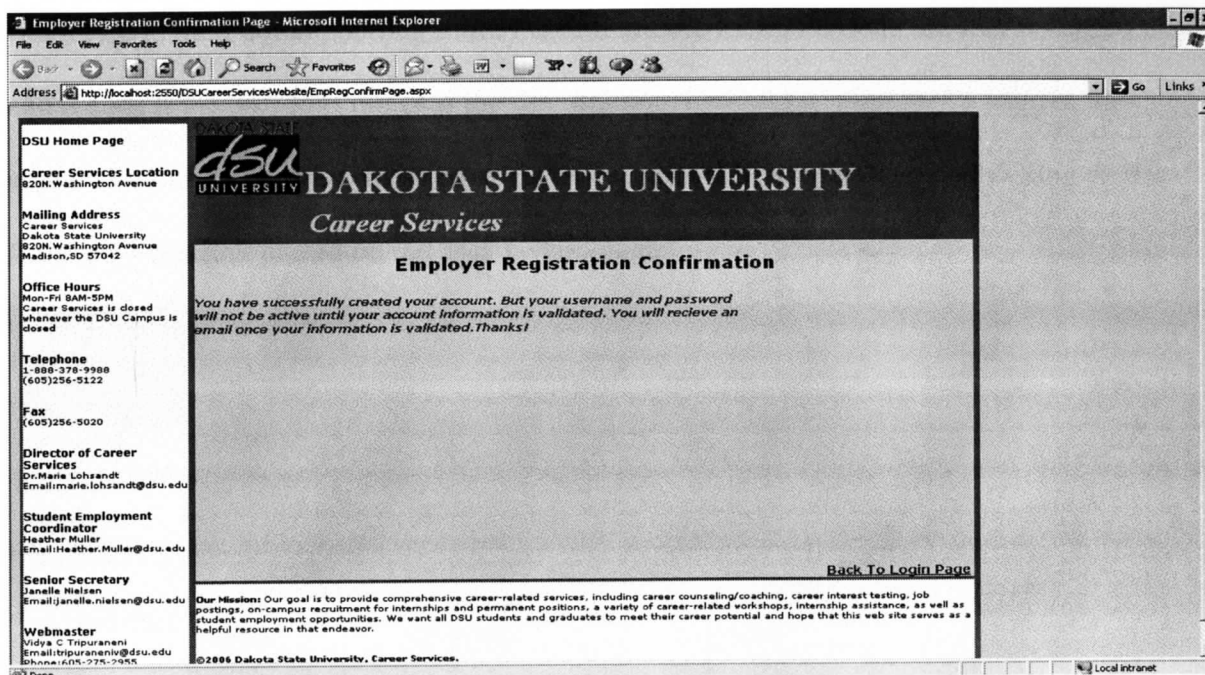 Employer Registration Confirmation Page - Microsoft Internet Explorer
File Edit View Favorites Tools Help
Back Search Favorites
Address http://localhost:2550/DSUCareerServicesWebsite/EmpRegConfirmPage.aspx Go Links
DSU Home Page
Career Services Location
820N.Washington Avenue
Mailing Address
Career Services
Dakota State University
820N.Washington Avenue
Madison,SD 57042
Office Hours
Mon-Fri 8AM-5PM
Career Services is closed
whenever the DSU Campus is
closed
Telephone
1-888-378-9988
(605)256-5122
Fax
(605)256-5020
Director of Career
Services
Dr.Marie Lohsandt
Email:marie.lohsandt@dsu.edu
Student Employment
Coordinator
Heather Muller
Email:Heather.Muller@dsu.edu
Senior Secretary
Janelle Nielsen
Email:janelle.nielsen@dsu.edu
Webmaster
Vidya C Tripuraneni
Email:tripuraneniv@dsu.edu
Phone:605-275-2955
DAKOTA STATE
dsu
UNIVERSITY
DAKOTA STATE UNIVERSITY
Career Services
Employer Registration Confirmation
You have successfully created your account. But your username and password
will not be active until your account information is validated. You will recieve an
email once your information is validated.Thanks!
Back To Login Page
Our Mission: Our goal is to provide comprehensive career-related services, including career counseling/coaching, career interest testing, job
postings, on-campus recruitment for internships and permanent positions, a variety of career-related workshops, internship assistance, as well as
student employment opportunities. We want all DSU students and graduates to meet their career potential and hope that this web site serves as a
helpful resource in that endeavor.
©2006 Dakota State University, Career Services.
Done
Local intranet